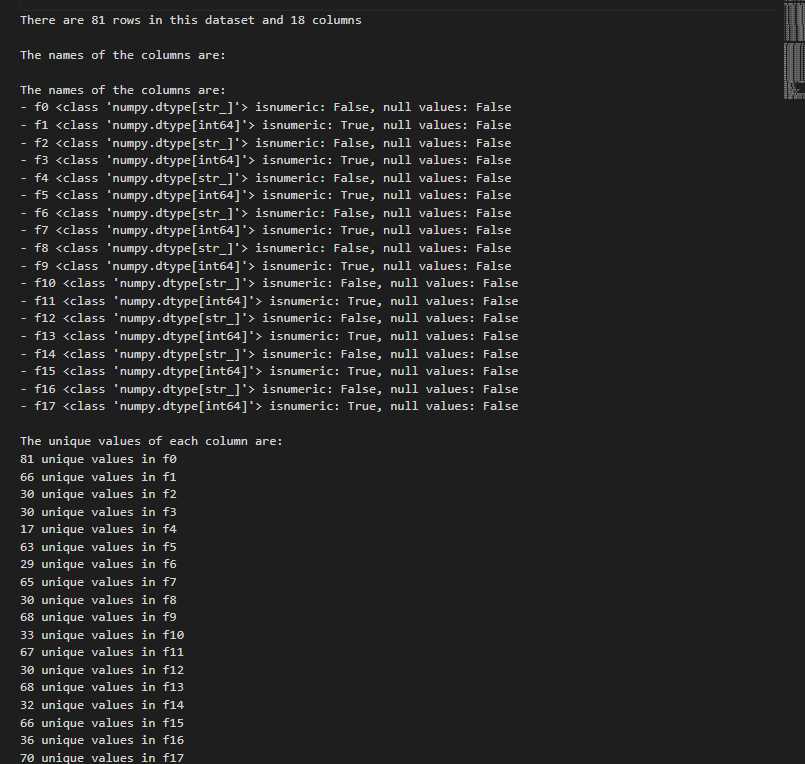 There are 81 rows in this dataset and 18 columns
The names of the columns are:
The names of the columns are:
- f0 <class 'numpy.dtype[str_]'> isnumeric: False, null values: False
- f1 <class 'numpy.dtype[int64]'> isnumeric: True, null values: False
- f2 <class 'numpy.dtype[str_]'> isnumeric: False, null values: False
- f3 <class 'numpy.dtype[int64]'> isnumeric: True, null values: False
- f4 <class 'numpy.dtype[str_]'> isnumeric: False, null values: False
- f5 <class 'numpy.dtype[int64]'> isnumeric: True, null values: False
- f6 <class 'numpy.dtype[str_]'> isnumeric: False, null values: False
- f7 <class 'numpy.dtype[int64]'> isnumeric: True, null values: False
- f8 <class 'numpy.dtype[str_]'> isnumeric: False, null values: False
- f9 <class 'numpy.dtype[int64]'> isnumeric: True, null values: False
- f10 <class 'numpy.dtype[str_]'> isnumeric: False, null values: False
- f11 <class 'numpy.dtype[int64]'> isnumeric: True, null values: False
- f12 <class 'numpy.dtype[str_]'> isnumeric: False, null values: False
- f13 <class 'numpy.dtype[int64]'> isnumeric: True, null values: False
- f14 <class 'numpy.dtype[str_]'> isnumeric: False, null values: False
- f15 <class 'numpy.dtype[int64]'> isnumeric: True, null values: False
- f16 <class 'numpy.dtype[str_]'> isnumeric: False, null values: False
- f17 <class 'numpy.dtype[int64]'> isnumeric: True, null values: False
The unique values of each column are:
81 unique values in f0
66 unique values in f1
30 unique values in f2
30 unique values in f3
17 unique values in f4
63 unique values in f5
29 unique values in f6
65 unique values in f7
30 unique values in f8
68 unique values in f9
33 unique values in f10
67 unique values in f11
30 unique values in f12
68 unique values in f13
32 unique values in f14
66 unique values in f15
36 unique values in f16
70 unique values in f17